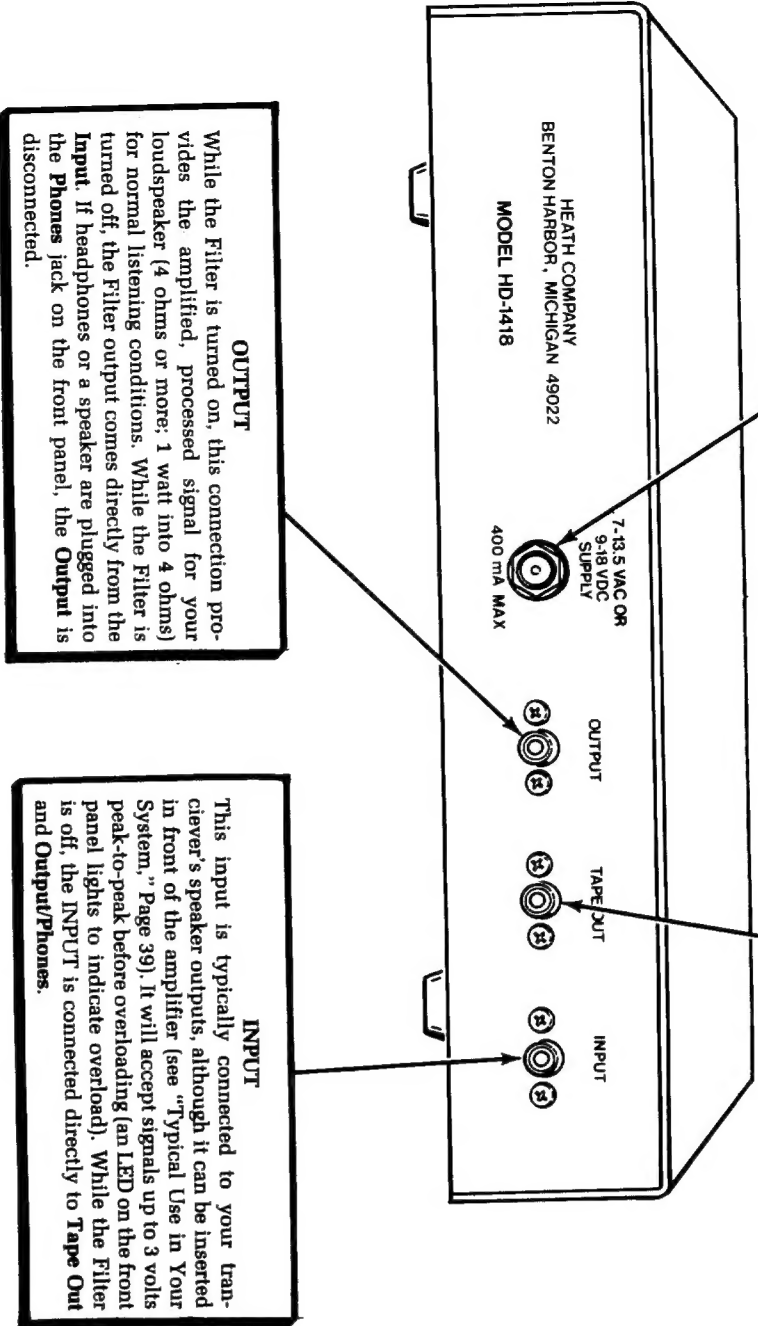 HEATH COMPANY
BENTON HARBOR, MICHIGAN 49022
MODEL HD-1418
7-13.5 VAC OR
9-18 VDC
SUPPLY
400 mA MAX
OUTPUT
TAPE OUT
INPUT
OUTPUT
While the Filter is turned on, this connection pro-
vides the amplified, processed signal for your
loudspeaker (4 ohms or more; 1 watt into 4 ohms)
for normal listening conditions. While the Filter is
turned off, the Filter output comes directly from the
Input. If headphones or a speaker are plugged into
the Phones jack on the front panel, the Output is
disconnected.
INPUT
This input is typically connected to your tran-
ciever's speaker outputs, although it can be inserted
in front of the amplifier (see "Typical Use in Your
System," Page 39). It will accept signals up to 3 volts
peak-to-peak before overloading (an LED on the front
panel lights to indicate overload). While the Filter
is off, the INPUT is connected directly to Tape Out
and Output/Phones.